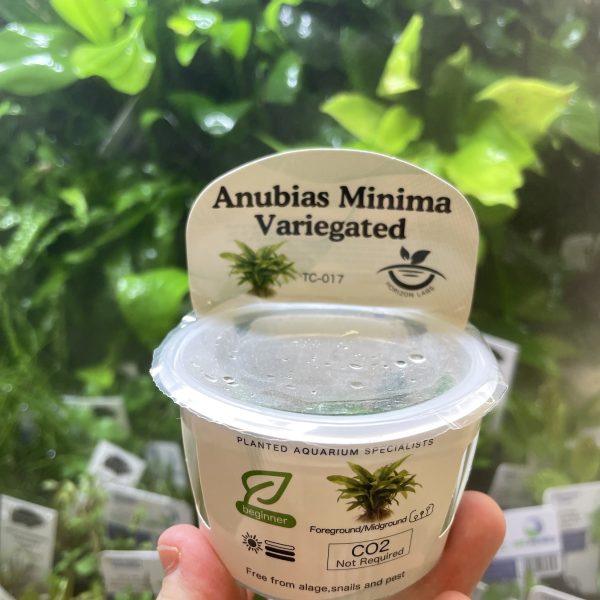 Anubias Minima
Variegated
TC-017
HORIZON LABS
PLANTED AQUARIUM SPECIALISTS
beginner
Foreground/Midground
CO2
Not Required
Free from alage,snails and pest